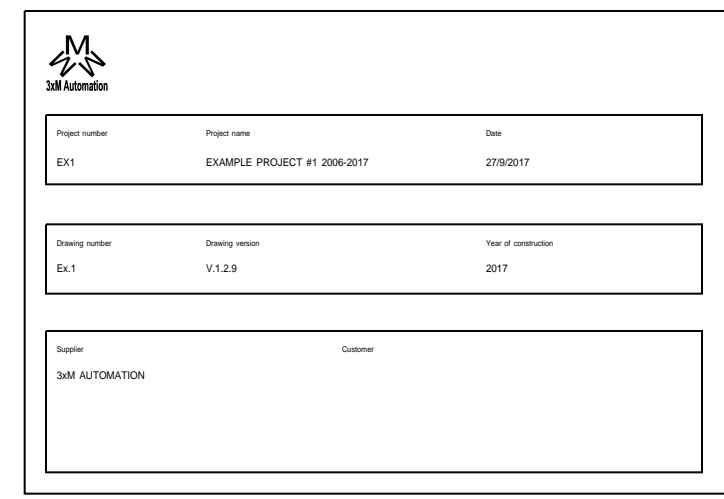 M
3xM Automation
Project number Project name Date
EX1 EXAMPLE PROJECT #1 2006-2017 27/9/2017
Drawing number Drawing version Year of construction
Ex.1 V.1.2.9 2017
Supplier Customer
3xM AUTOMATION